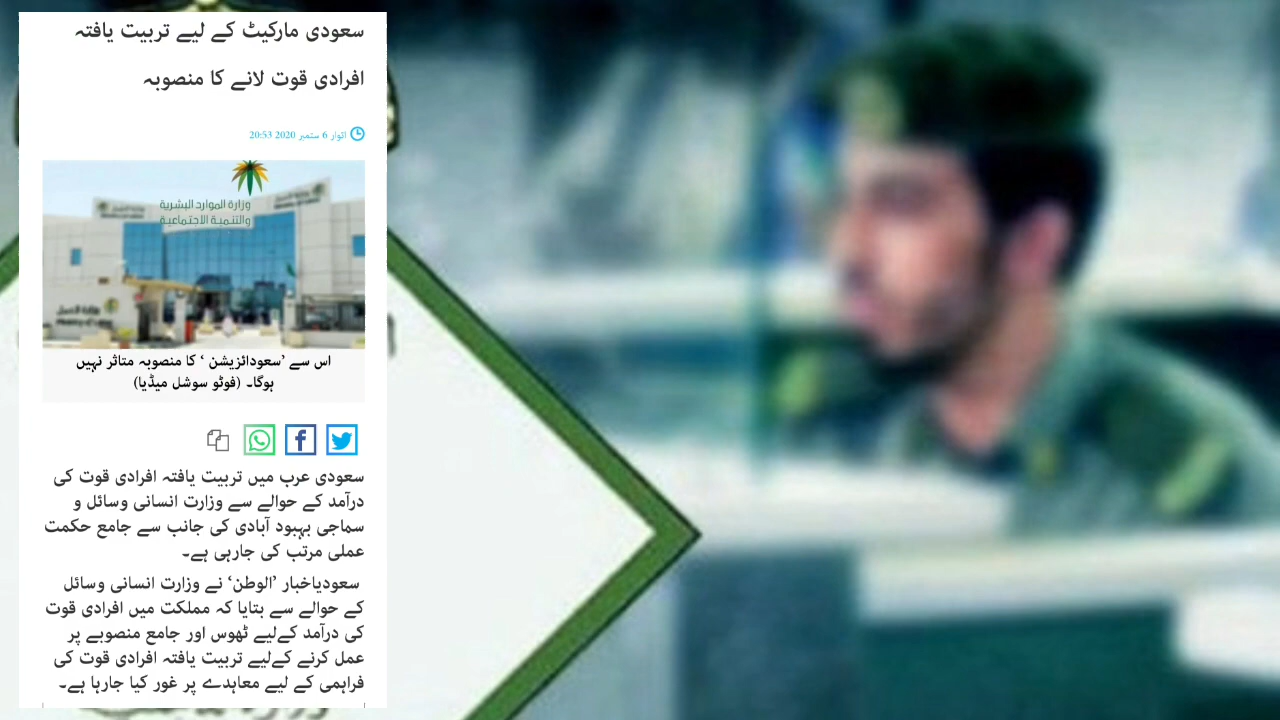 سعودی مارکیٹ کے لیے تربیت یافتہ
افرادی قوت لانے کا منصوبہ
اتوار 6 ستمبر 2020 20:53
وزارة الموارد البشرية
والتنمية الاجتماعية
وزارة العمل
اس سے ’سعودائزیشن ‘ کا منصوبہ متاثر نہیں
ہوگا۔ (فوٹو سوشل میڈیا)
سعودی عرب میں تربیت یافتہ افرادی قوت کی
درآمد کے حوالے سے وزارت انسانی وسائل و
سماجی بہبود آبادی کی جانب سے جامع حکمت
عملی مرتب کی جارہی ہے۔
سعودیاخبار ’الوطن‘ نے وزارت انسانی وسائل
کے حوالے سے بتایا کہ مملکت میں افرادی قوت
کی درآمد کےلیے ٹھوس اور جامع منصوبے پر
عمل کرنے کےلیے تربیت یافتہ افرادی قوت کی
فراہمی کے لیے معاہدے پر غور کیا جارہا ہے۔